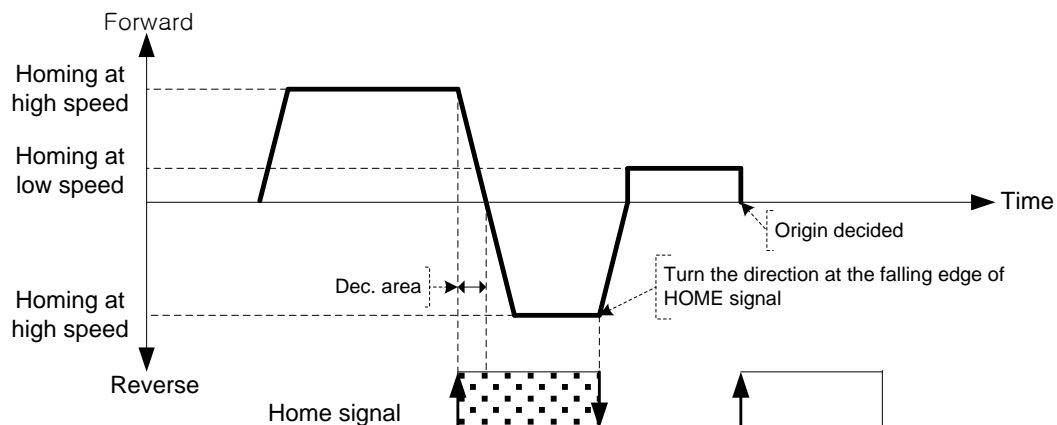 Forward
Homing at
high speed
Homing at
low speed
Time
Origin decided
Dec. area
Turn the direction at the falling edge of
HOME signal
Homing at
high speed
Reverse
Home signal